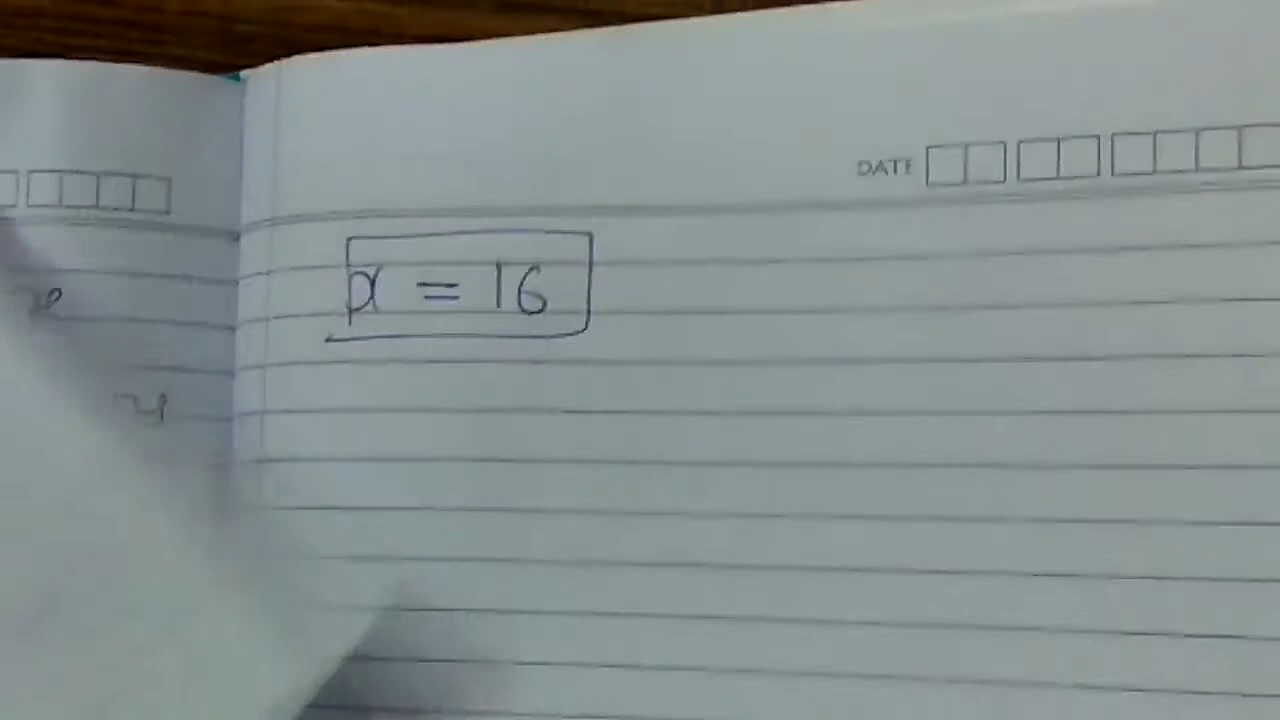 DATE
x = 16